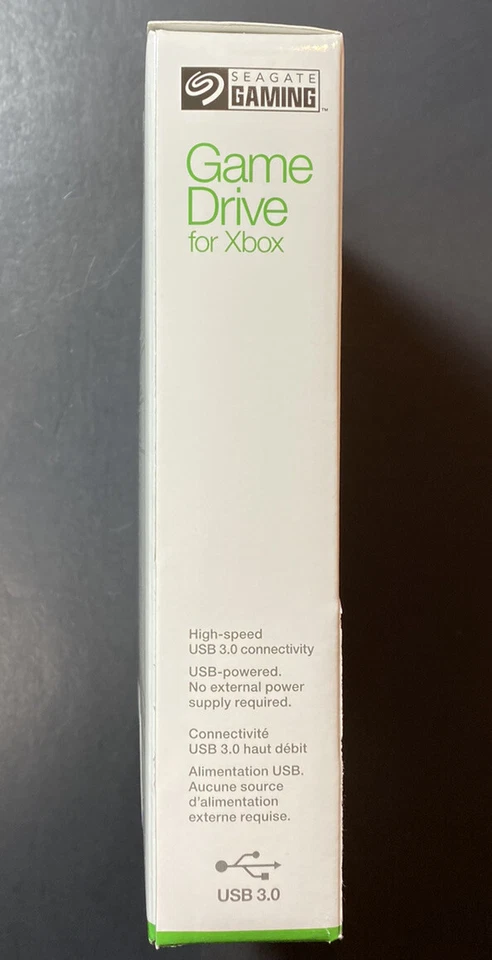 SEAGATE
GAMING™
Game
Drive
for Xbox
High-speed
USB 3.0 connectivity
USB-powered.
No external power
supply required.
Connectivité
USB 3.0 haut débit
Alimentation USB.
Aucune source
d'alimentation
externe requise.
USB 3.0